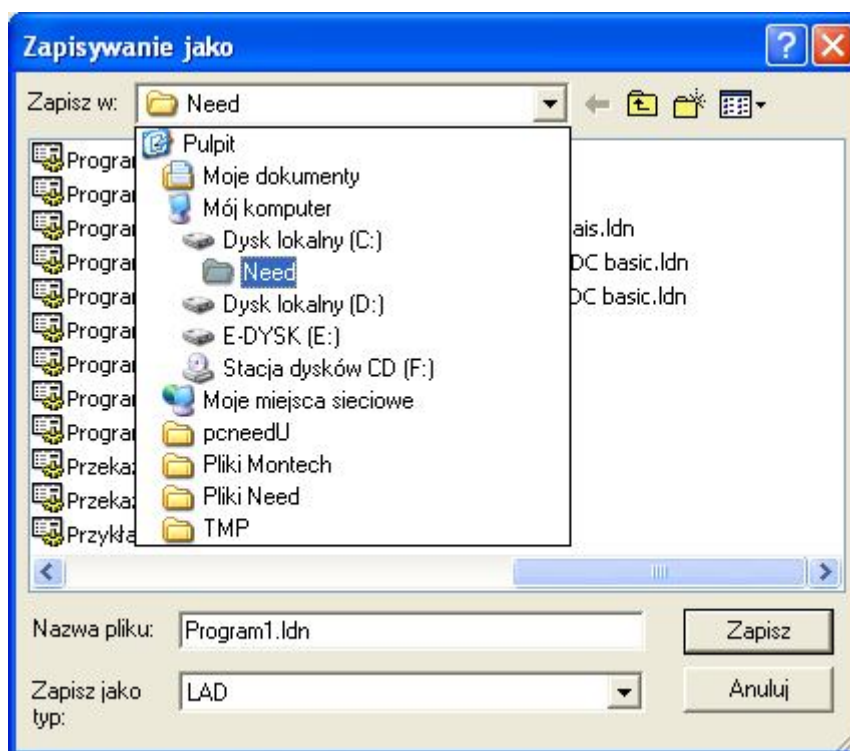 Zapisywanie jako
Zapisz w: Need
Pulpit
Moje dokumenty
Mój komputer
Dysk lokalny (C:)
Need
Dysk lokalny (D:)
E-DYSK (E:)
Stacja dysków CD (F:)
Moje miejsca sieciowe
pcneedU
Pliki Montech
Pliki Need
TMP
ais.ldn
DC basic.ldn
DC basic.ldn
Nazwa pliku: Program1.ldn
Zapisz
Zapisz jako typ: LAD
Anuluj